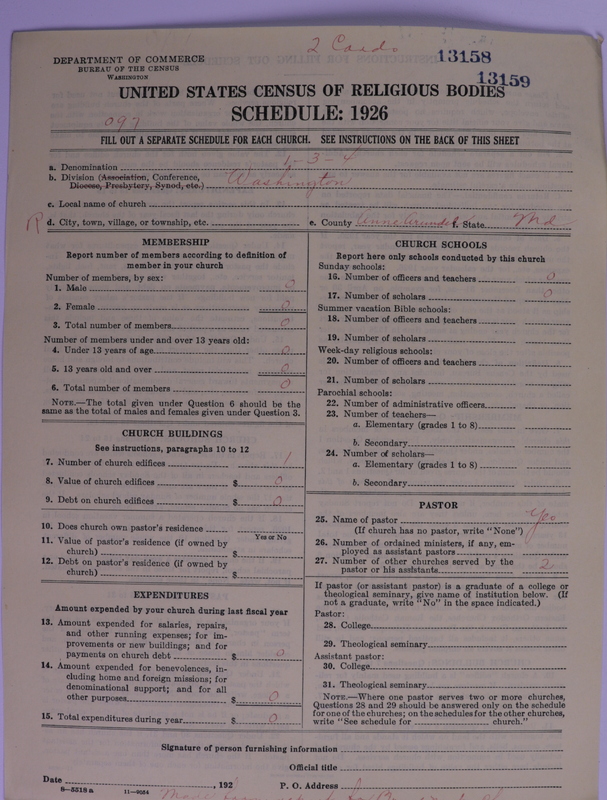 2 Cards
13158
13159
DEPARTMENT OF COMMERCE
BUREAU OF THE CENSUS
WASHINGTON
UNITED STATES CENSUS OF RELIGIOUS BODIES
SCHEDULE: 1926
097
FILL OUT A SEPARATE SCHEDULE FOR EACH CHURCH. SEE INSTRUCTIONS ON THE BACK OF THIS SHEET
a. Denomination 1-3-4
b. Division (Association, Conference, Diocese, Presbytery, Synod, etc.) Washington
c. Local name of church
R d. City, town, village, or township, etc. e. County Anne Arundel f. State Md
MEMBERSHIP
Report number of members according to definition of
member in your church
Number of members, by sex:
1. Male 0
2. Female 0
3. Total number of members 0
Number of members under and over 13 years old:
4. Under 13 years of age 0
5. 13 years old and over 0
6. Total number of members 0
NOTE.—The total given under Question 6 should be the
same as the total of males and females given under Question 3.
CHURCH BUILDINGS
See instructions, paragraphs 10 to 12
7. Number of church edifices 1
8. Value of church edifices $ 0
9. Debt on church edifices $ 0
10. Does church own pastor's residence
Yes or No
11. Value of pastor's residence (if owned by
church) $
12. Debt on pastor's residence (if owned by
church) $
EXPENDITURES
Amount expended by your church during last fiscal year
13. Amount expended for salaries, repairs,
and other running expenses; for im-
provements or new buildings; and for
payments on church debt $ 0
14. Amount expended for benevolences, in-
cluding home and foreign missions; for
denominational support; and for all
other purposes $ 0
15. Total expenditures during year $ 0
CHURCH SCHOOLS
Report here only schools conducted by this church
Sunday schools:
16. Number of officers and teachers 0
17. Number of scholars 0
Summer vacation Bible schools:
18. Number of officers and teachers
19. Number of scholars
Week-day religious schools:
20. Number of officers and teachers
21. Number of scholars
Parochial schools:
22. Number of administrative officers
23. Number of teachers—
a. Elementary (grades 1 to 8)
b. Secondary
24. Number of scholars—
a. Elementary (grades 1 to 8)
b. Secondary
PASTOR
25. Name of pastor Yes
(If church has no pastor, write "None")
26. Number of ordained ministers, if any, em-
ployed as assistant pastors
27. Number of other churches served by the
pastor or his assistants 2
If pastor (or assistant pastor) is a graduate of a college or
theological seminary, give name of institution below. (If
not a graduate, write "No" in the space indicated.)
Pastor:
28. College
29. Theological seminary
Assistant pastor:
30. College
31. Theological seminary
NOTE.—Where one pastor serves two or more churches,
Questions 28 and 29 should be answered only on the schedule
for one of the churches; on the schedules for the other churches,
write "See schedule for church."
Signature of person furnishing information
Official title
Date , 192 P. O. Address
8—5518a 11—9054